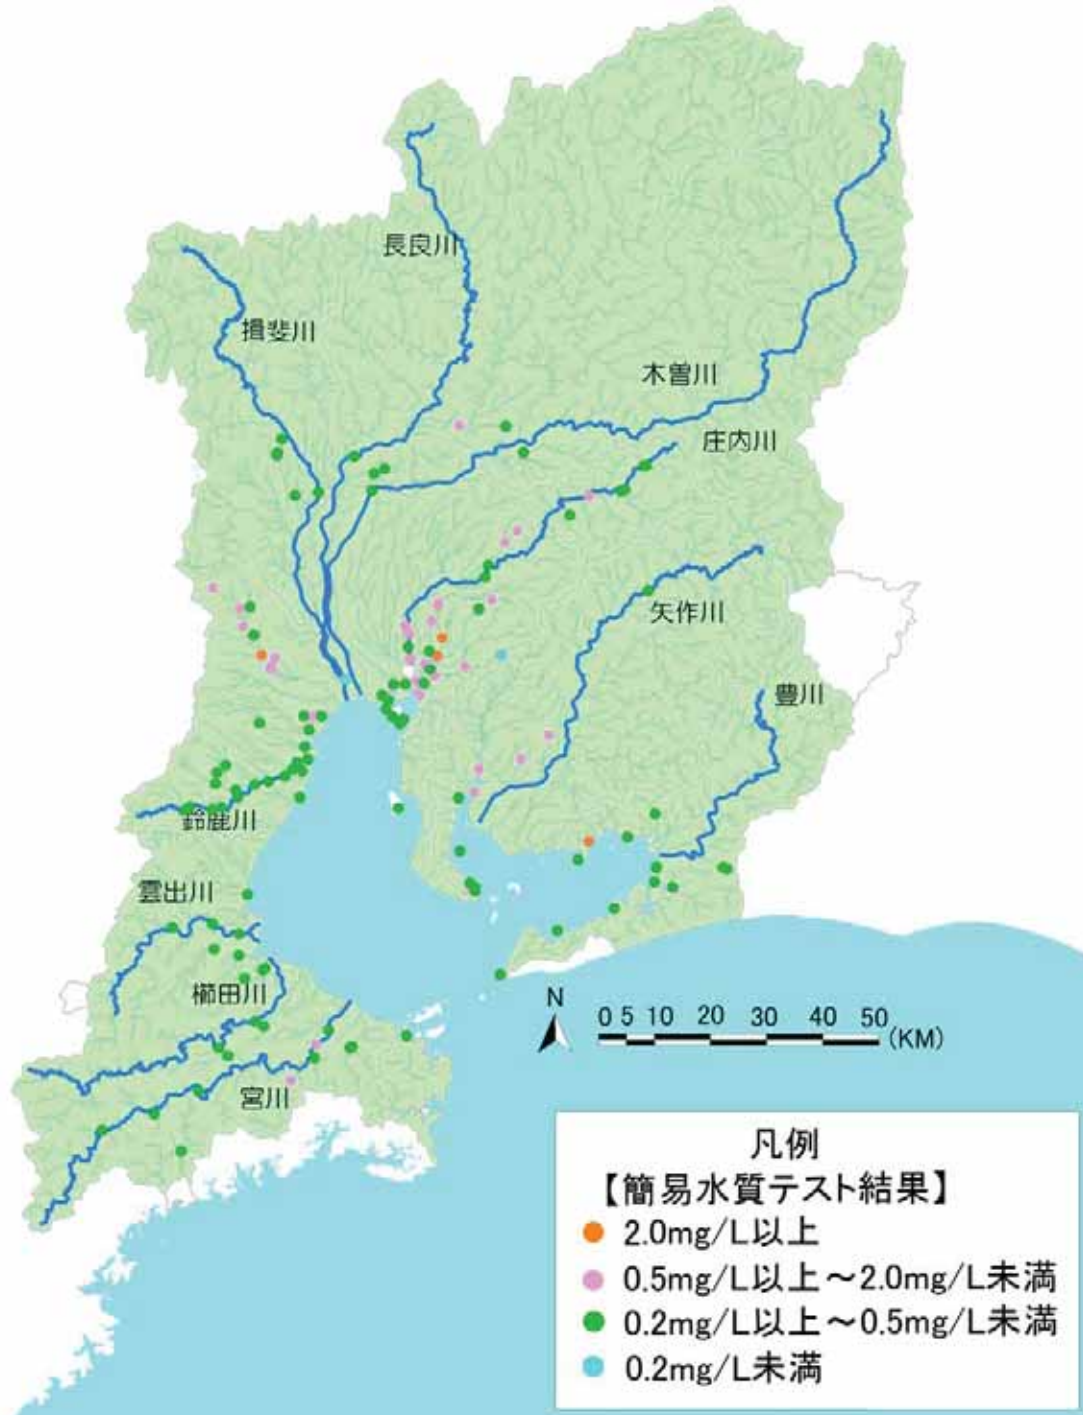 長良川
揖斐川
木曽川
庄内川
矢作川
豊川
鈴鹿川
雲出川
櫛田川
宮川
N
0 5 10 20 30 40 50
(KM)
凡例
【簡易水質テスト結果】
2.0mg/L以上
0.5mg/L以上～2.0mg/L未満
0.2mg/L以上～0.5mg/L未満
0.2mg/L未満